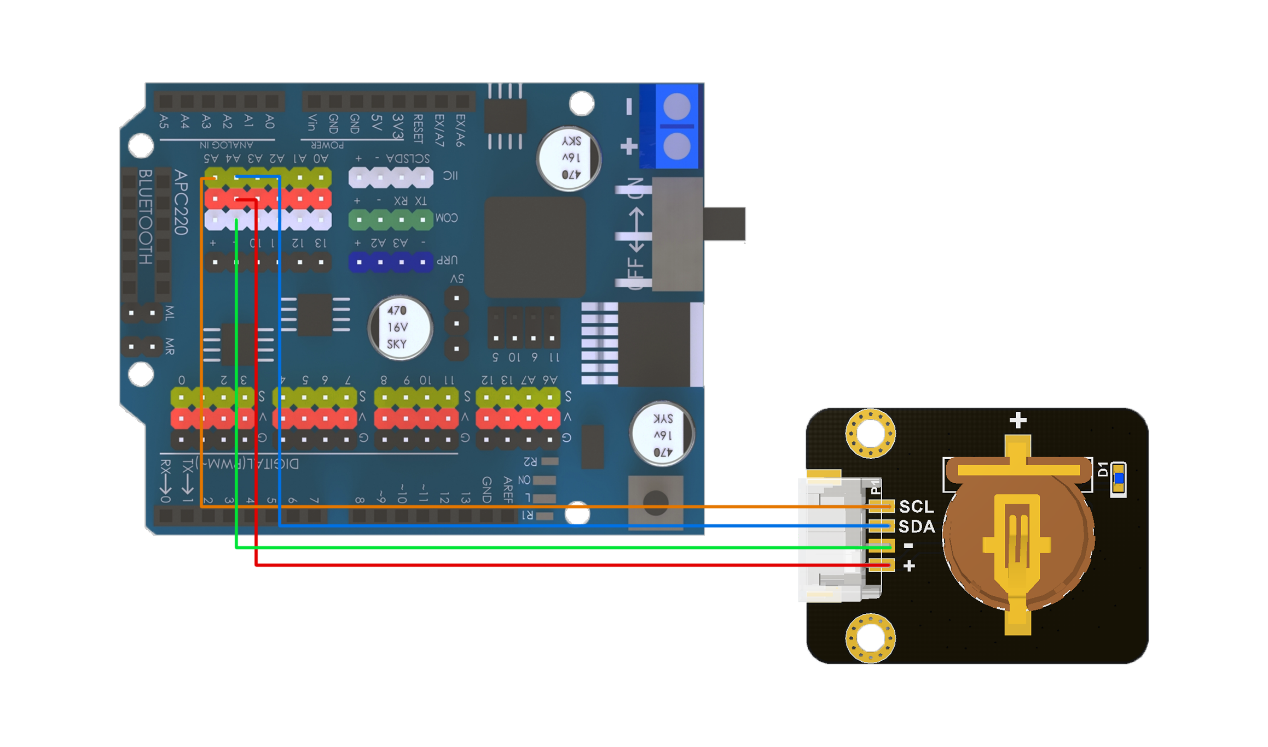 A5 A4 A3 A2 A1 A0
Vin GND GND 5V 3V3 RESET EX/A7 EX/A6
ANALOG IN
POWER
A5 A4 A3 A2 A1 A0
+ - SDA SCL
IIC
+ - RX TX
COM
+ - 10 11 12 13
+ A2 A3 -
URP
BLUETOOTH
APC220
ML
MR
SKY
16v
470
-
+
ON
OFF
5V
470
16V
SKY
5 10 6 11
0 2 3 4 5 6 7 8 9 10 11 12 13 A7 A6
S S S S
V V V V
G G G G
SYK
16v
470
DIGITAL(PWM~)
RX
TX
0 1 2 3 4 5 6 7 8 ~9 ~10 ~11 12 13 GND AREF
R2
ON
L
R1
+
D1
P1
SCL
SDA
-
+